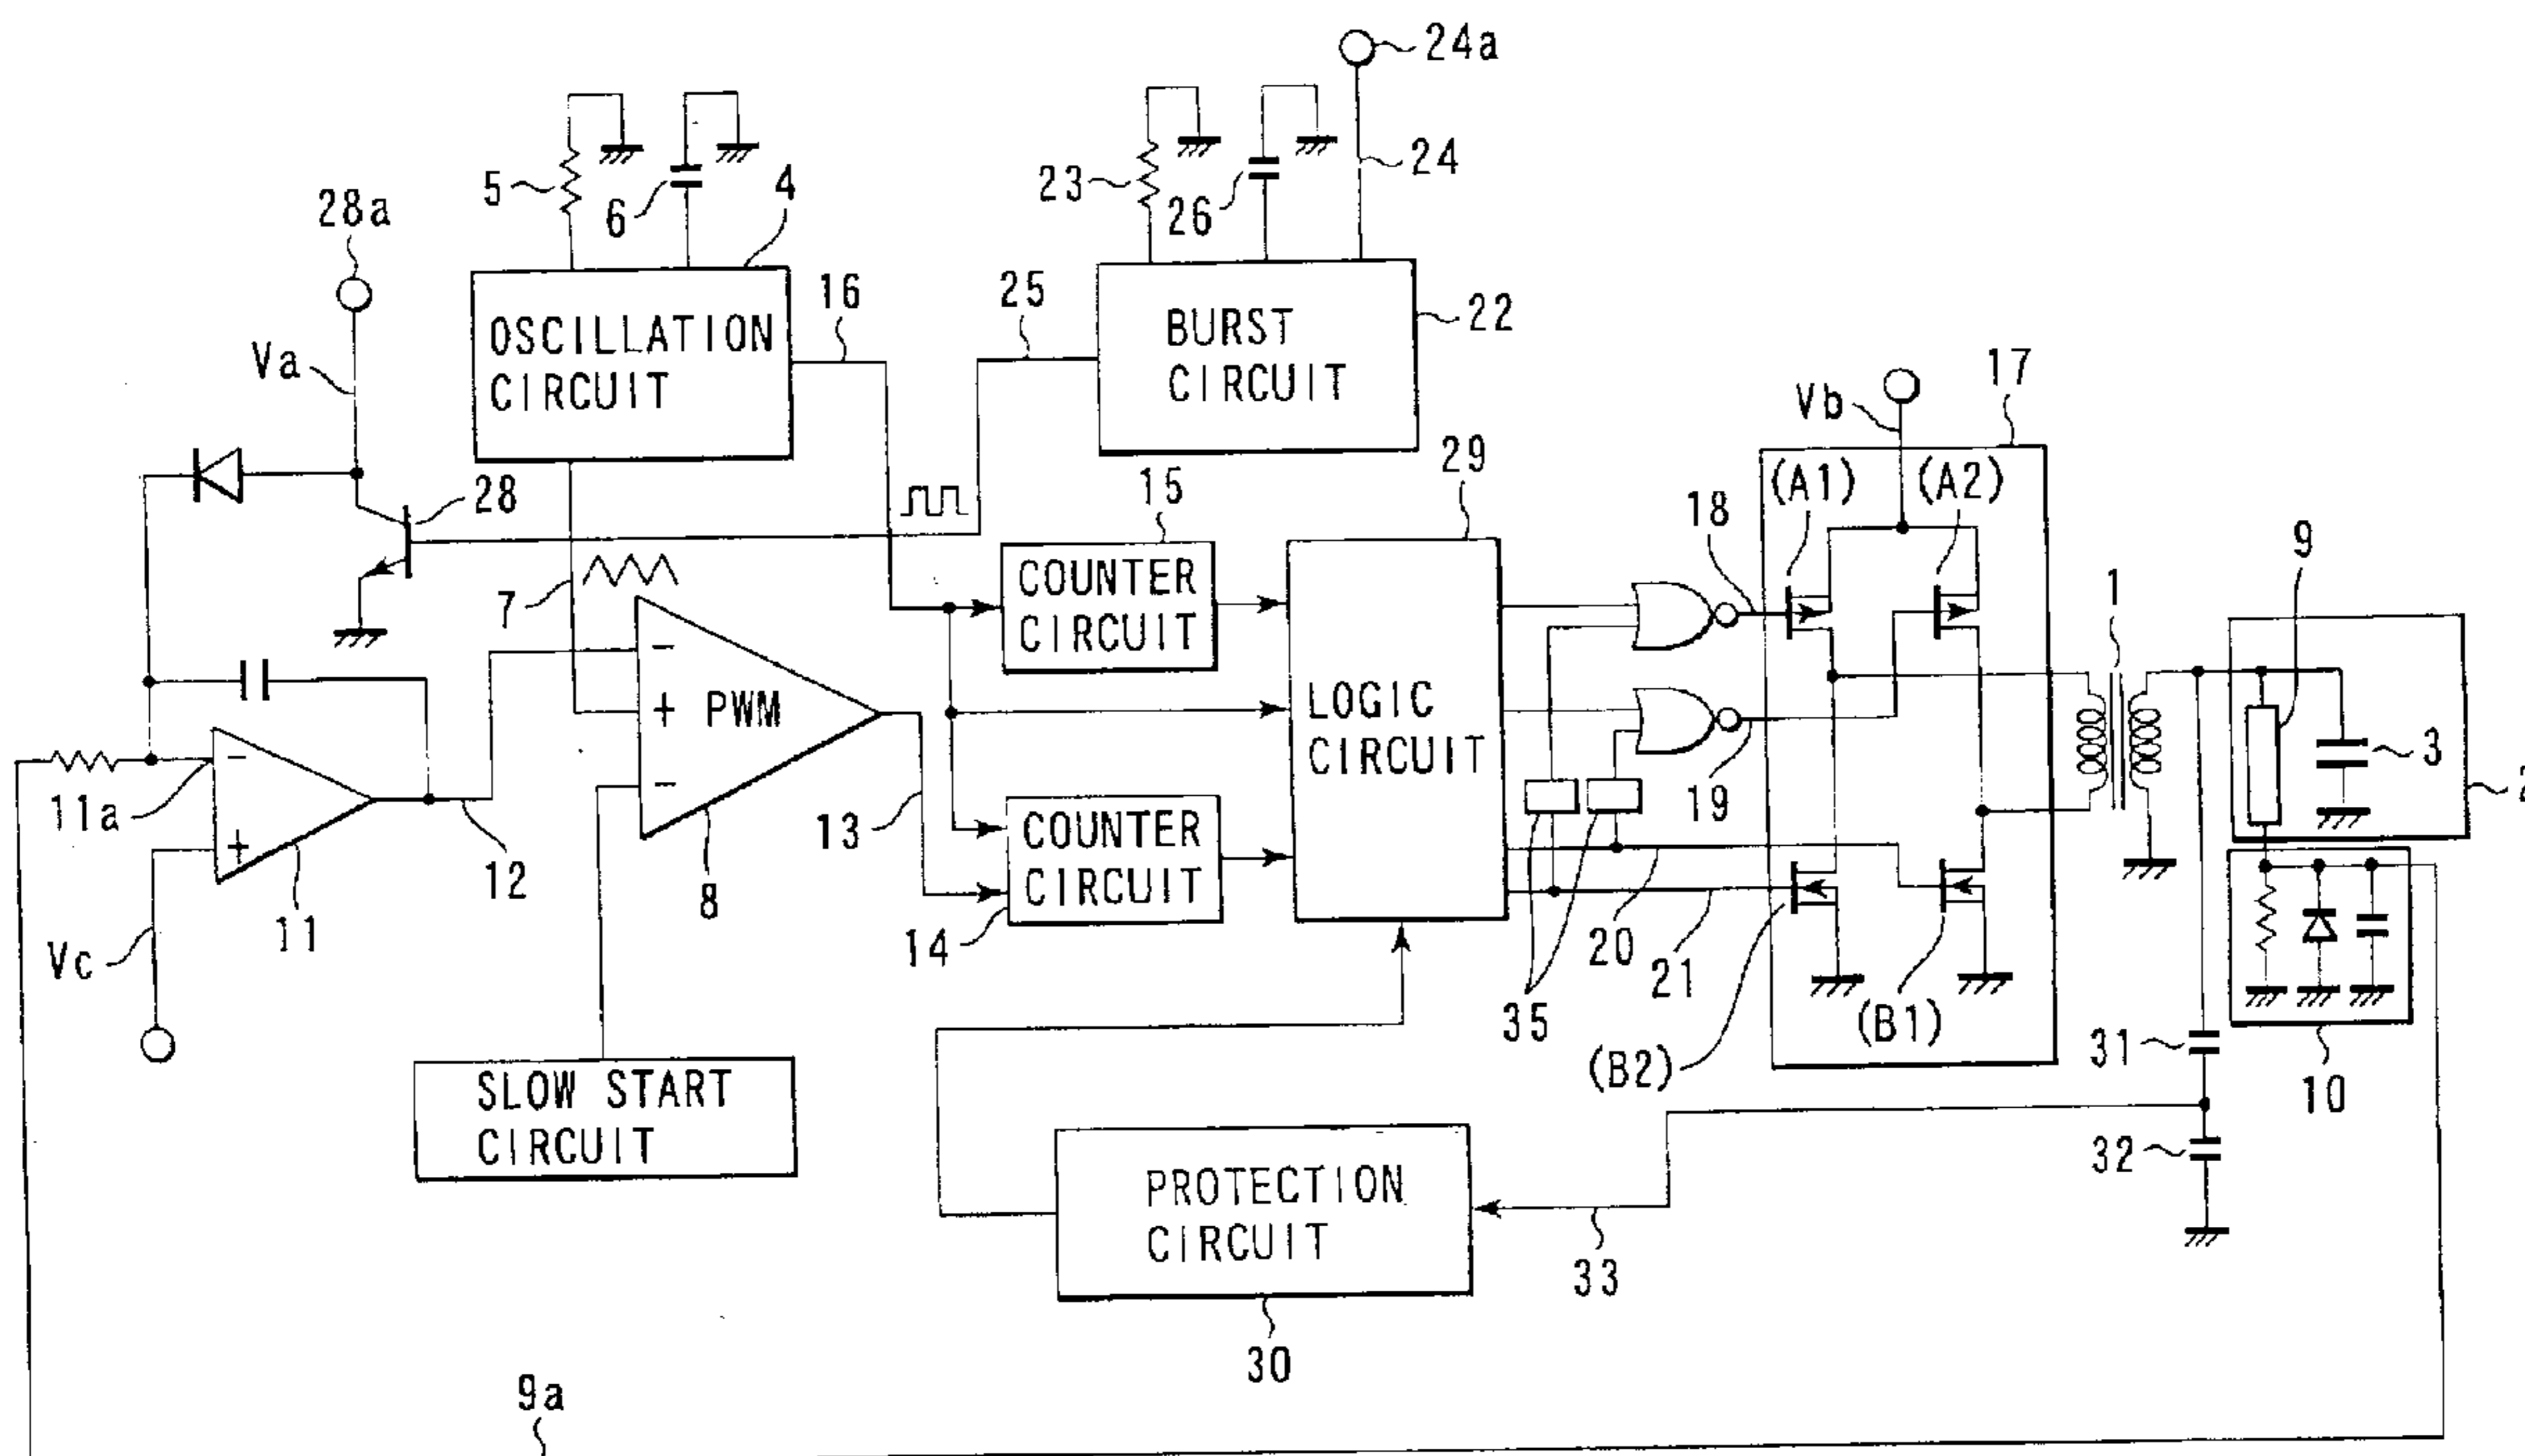 24a
5
6
4
23
26
24
28a
16
25
Va
OSCILLATION
CIRCUIT
BURST
CIRCUIT
22
17
Vb
28
15
29
(A1)
(A2)
18
9
7
COUNTER
CIRCUIT
1
−
+
PWM
−
LOGIC
CIRCUIT
3
2
11a
−
+
12
13
8
COUNTER
CIRCUIT
19
11
Vc
14
20
21
35
(B1)
(B2)
31
10
SLOW START
CIRCUIT
32
PROTECTION
CIRCUIT
33
30
9a